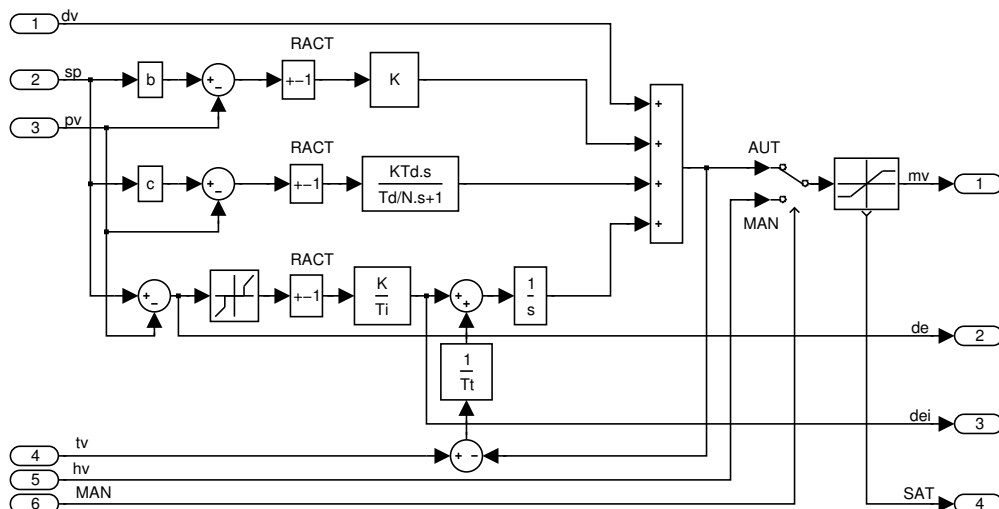 1 dv
RACT
2 sp b + - +-1 K
3 pv
+
+
AUT
RACT
c + - +-1 KTd.s
Td/N.s+1
+
mv 1
+
MAN
RACT
+ - +-1 K
Ti
+ + 1
s
de 2
1
Tt
dei 3
4 tv + -
5 hv
6 MAN SAT 4